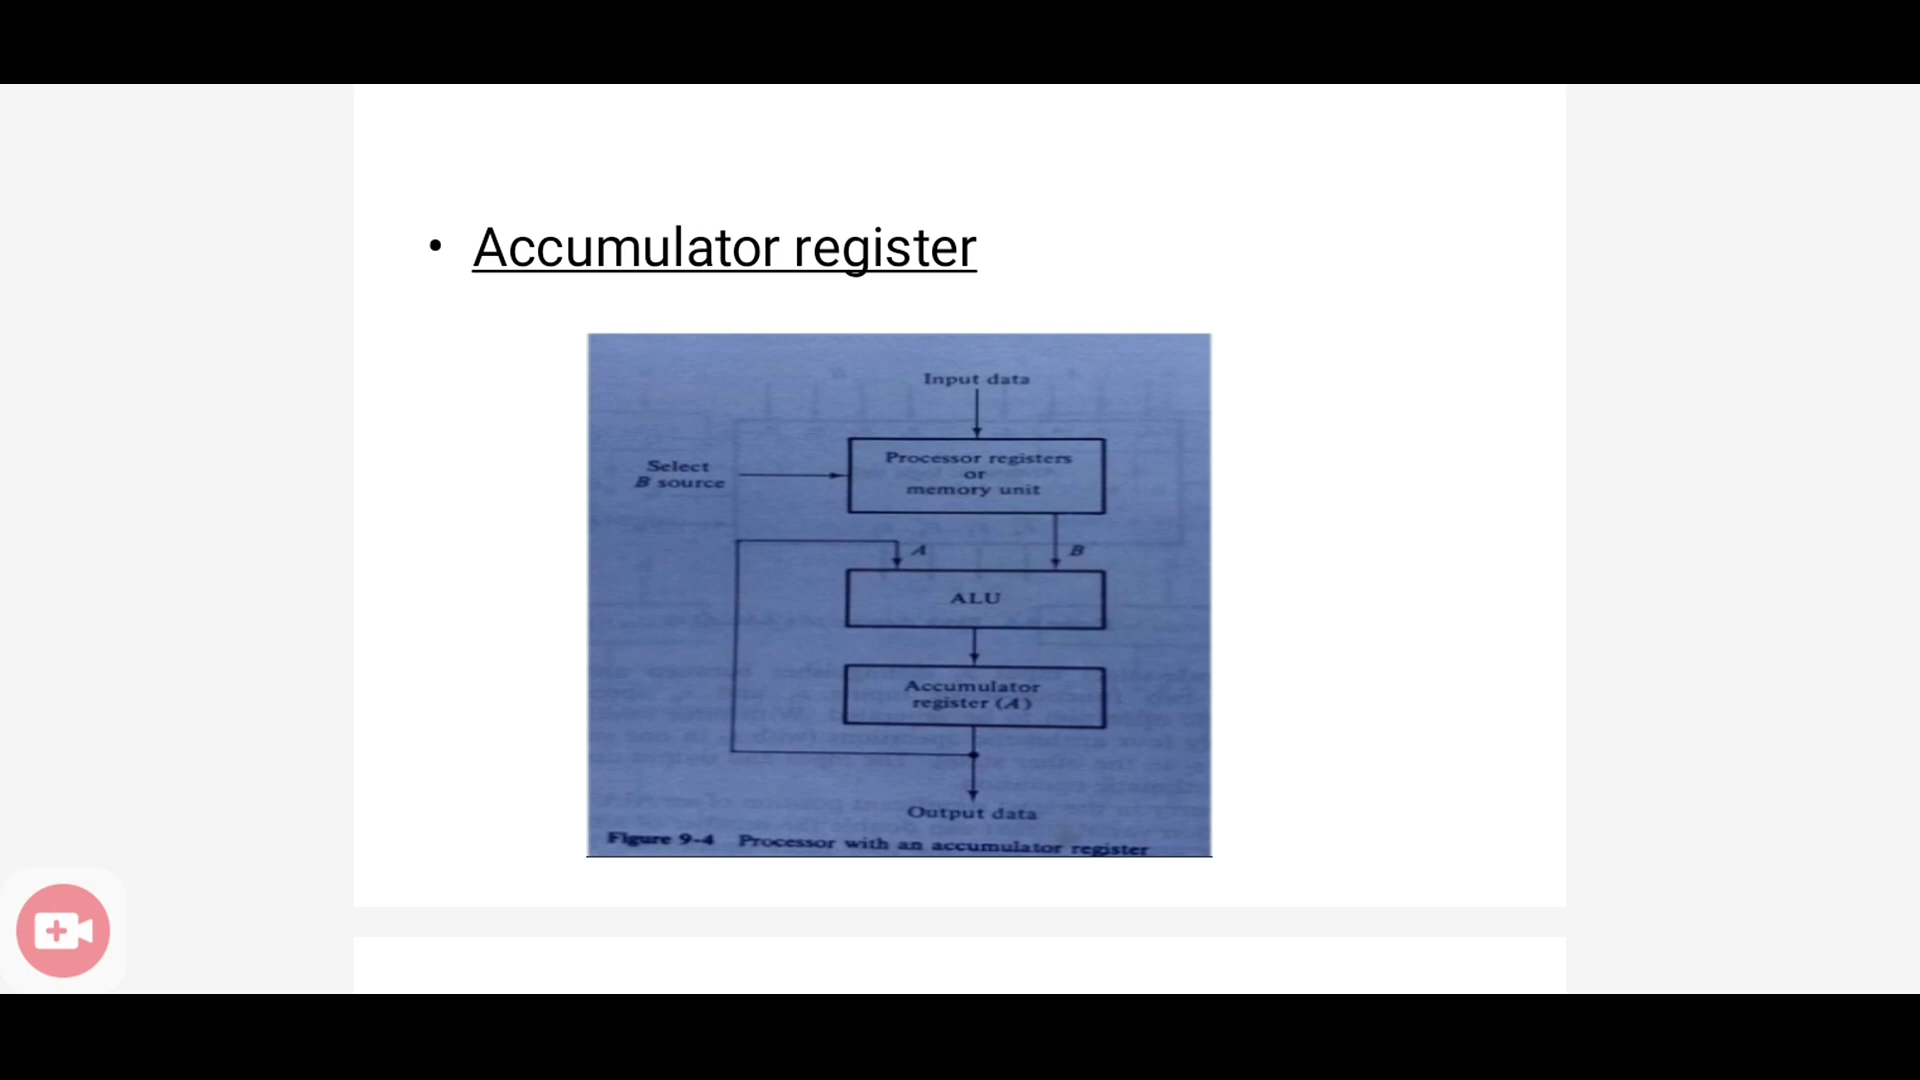 • Accumulator register
Input data
Select
B source
Processor registers
or
memory unit
A
B
ALU
Accumulator
register (A)
Output data
Figure 9-4 Processor with an accumulator register